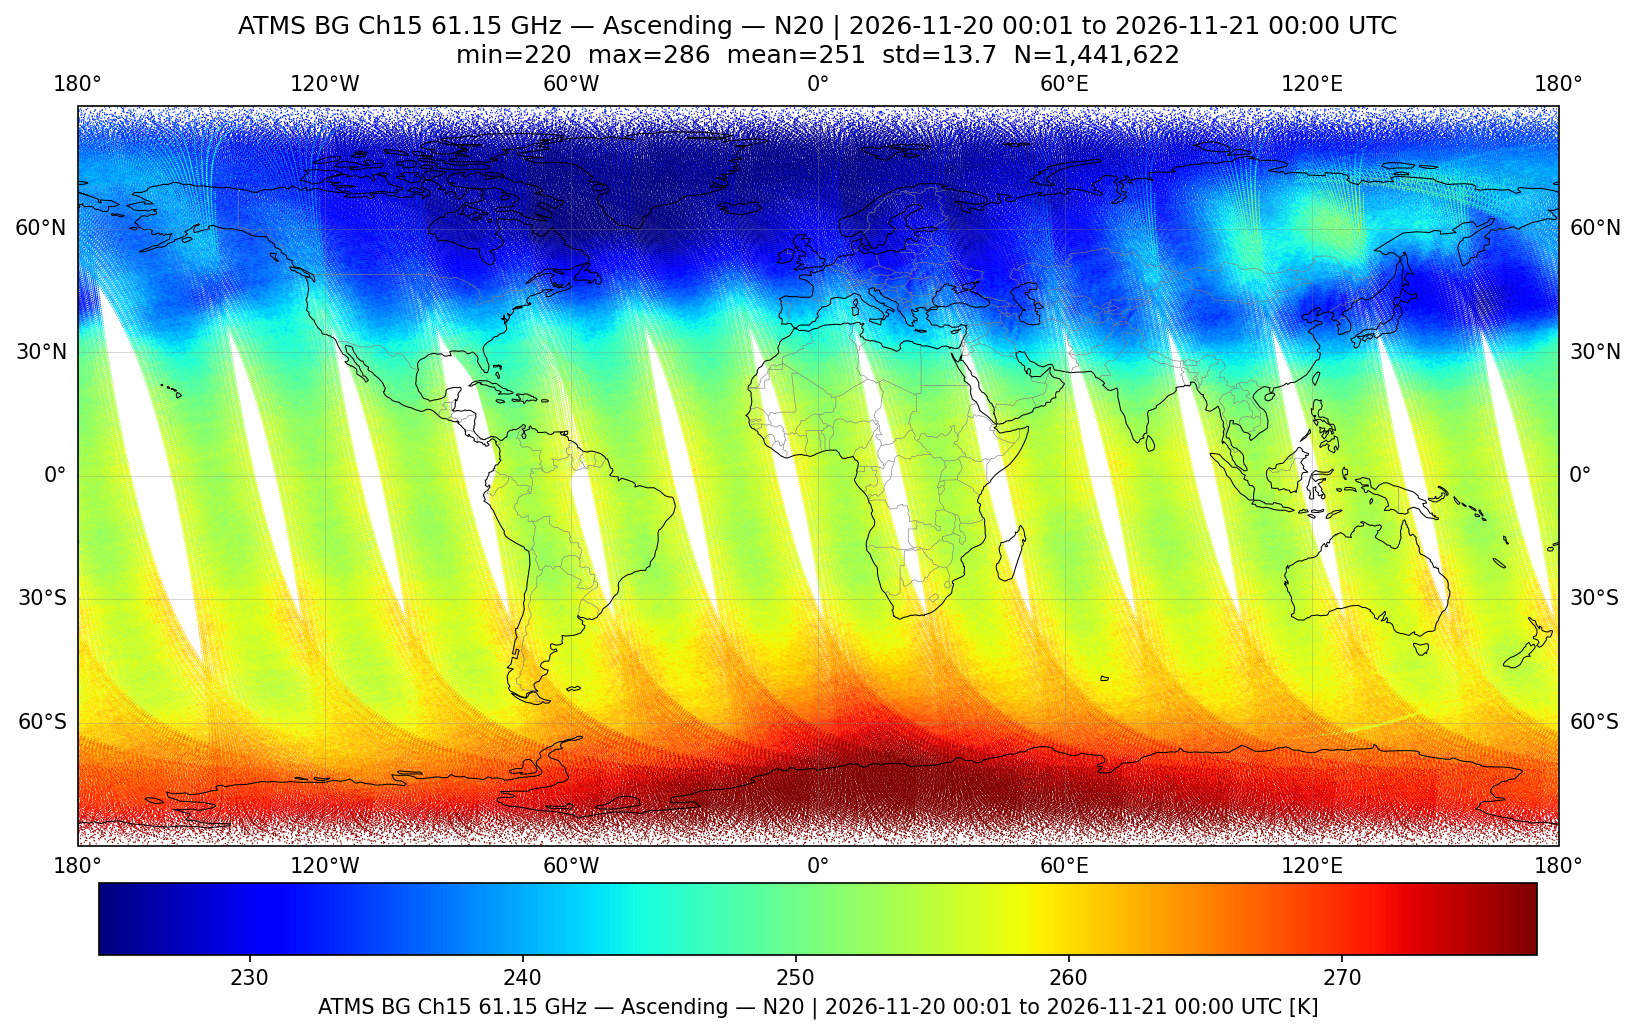 ATMS BG Ch15 61.15 GHz — Ascending — N20 | 2026-11-20 00:01 to 2026-11-21 00:00 UTC
min=220 max=286 mean=251 std=13.7 N=1,441,622
180° 120°W 60°W 0° 60°E 120°E 180°
60°N 60°N
30°N 30°N
0° 0°
30°S 30°S
60°S 60°S
180° 120°W 60°W 0° 60°E 120°E 180°
230 240 250 260 270
ATMS BG Ch15 61.15 GHz — Ascending — N20 | 2026-11-20 00:01 to 2026-11-21 00:00 UTC [K]